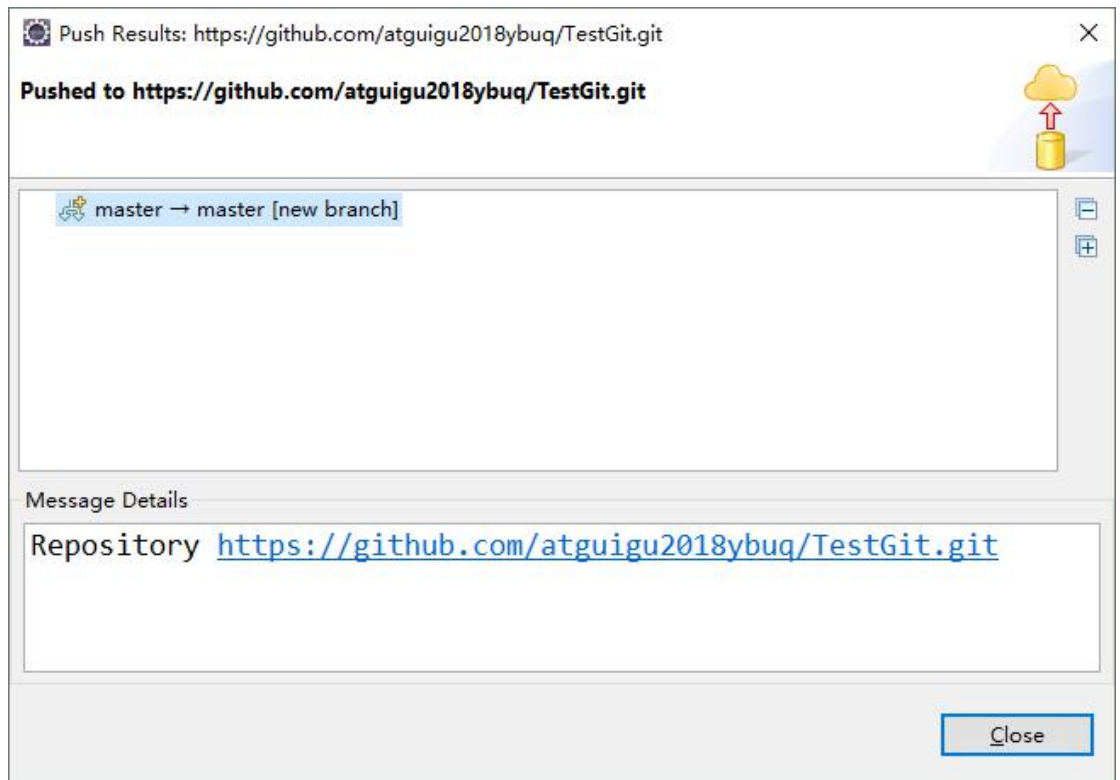 Push Results: https://github.com/atguigu2018ybuq/TestGit.git
Pushed to https://github.com/atguigu2018ybuq/TestGit.git
master → master [new branch]
Message Details
Repository https://github.com/atguigu2018ybuq/TestGit.git
Close